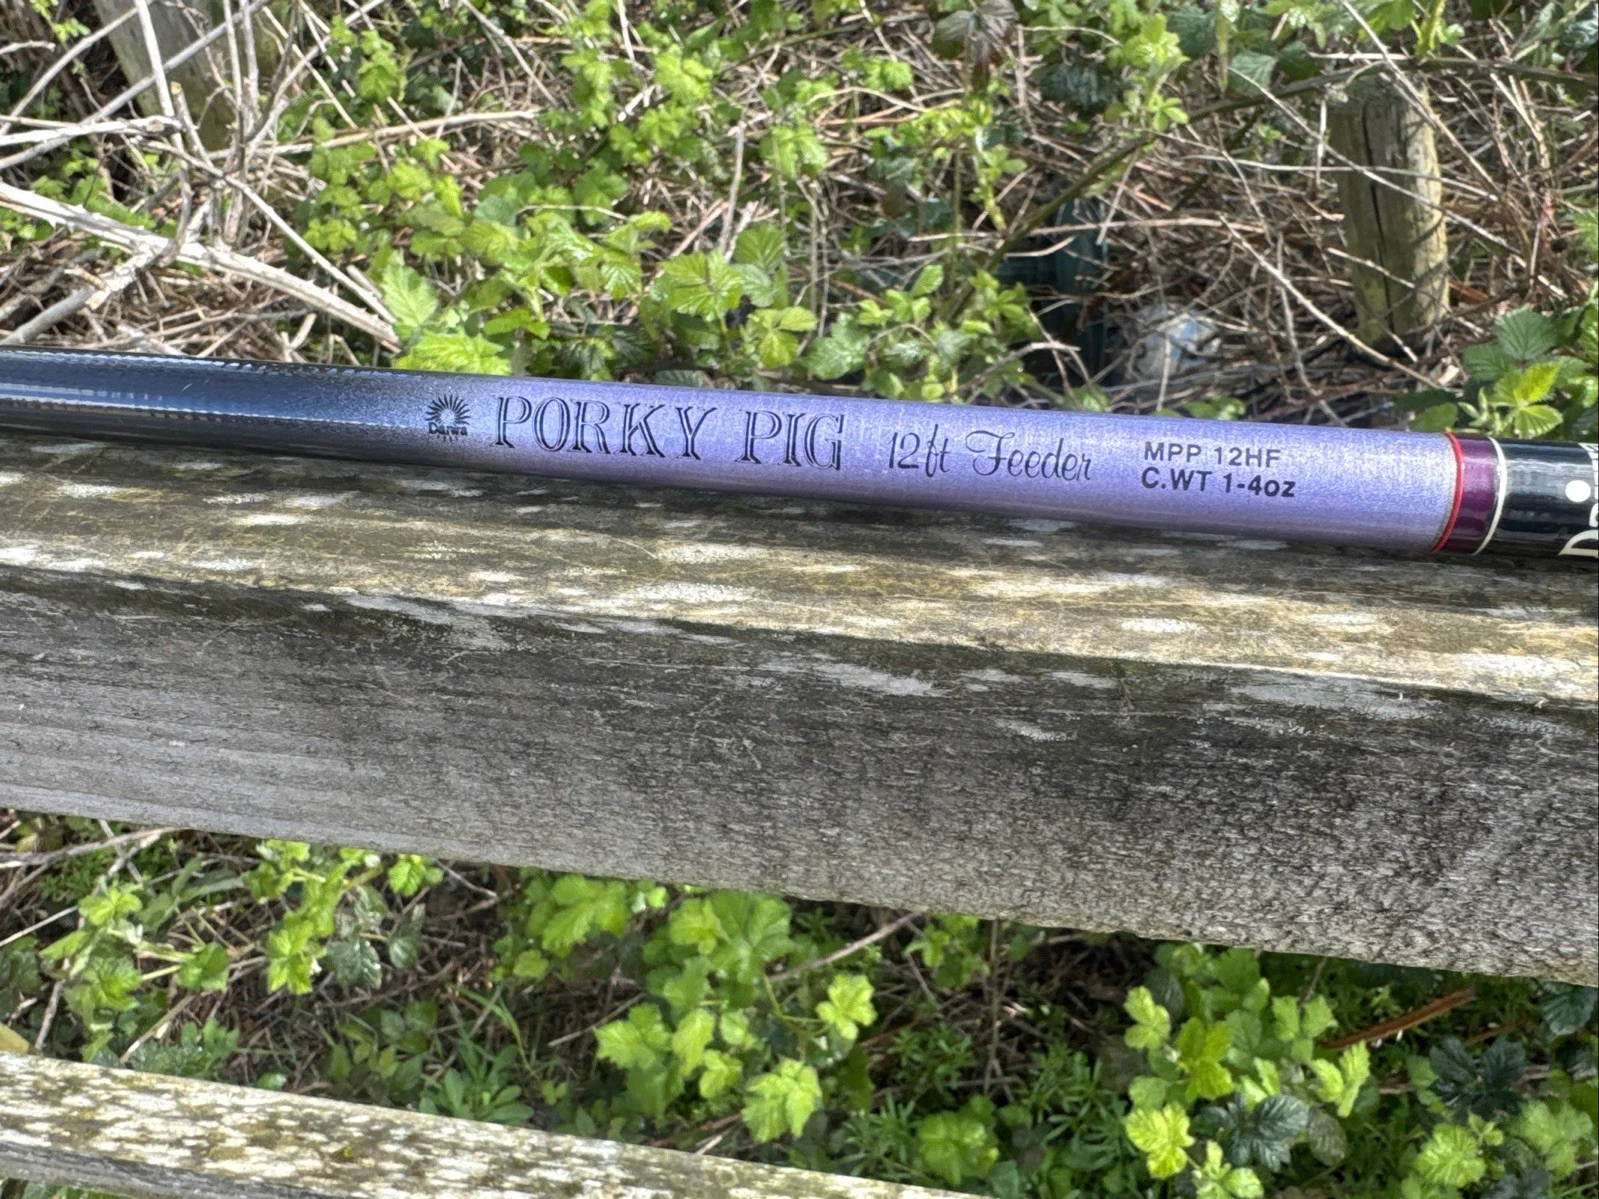 Daiwa
PORKY PIG 12ft Feeder
MPP 12HF
C.WT 1-4oz